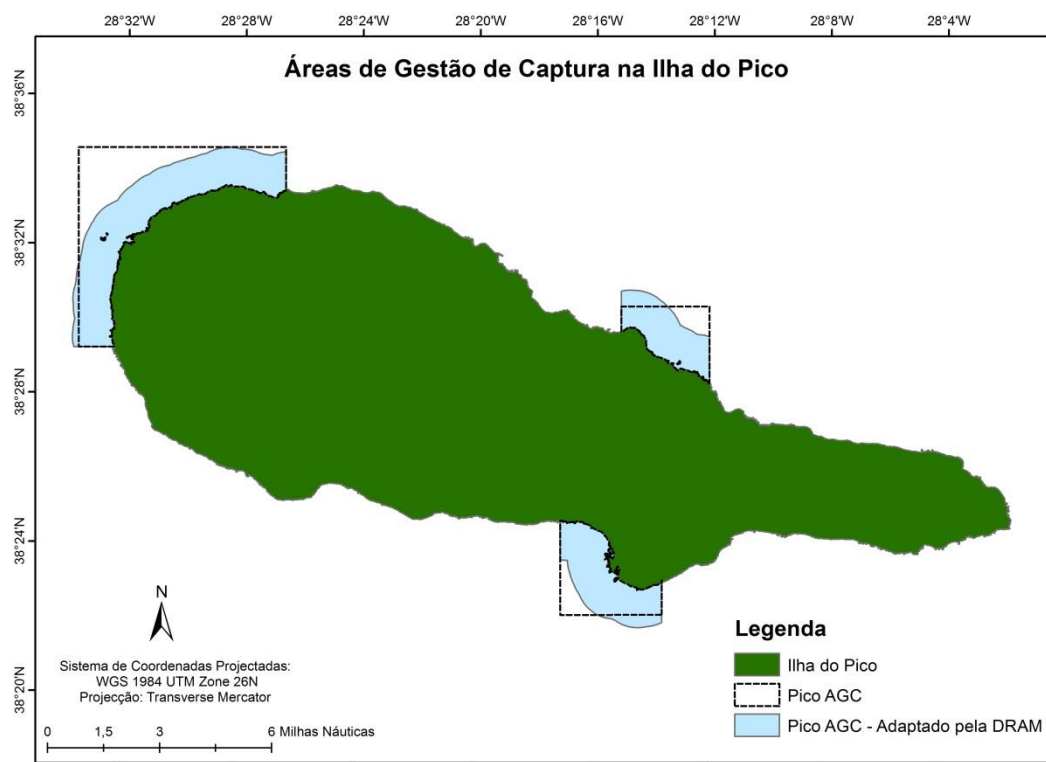 28°32'W 28°28'W 28°24'W 28°20'W 28°16'W 28°12'W 28°8'W 28°4'W
Áreas de Gestão de Captura na Ilha do Pico
38°36'N
38°32'N
38°28'N
38°24'N
38°20'N
N
Sistema de Coordenadas Projectadas:
WGS 1984 UTM Zone 26N
Projecção: Transverse Mercator
0 1,5 3 6 Milhas Náuticas
Legenda
Ilha do Pico
Pico AGC
Pico AGC - Adaptado pela DRAM